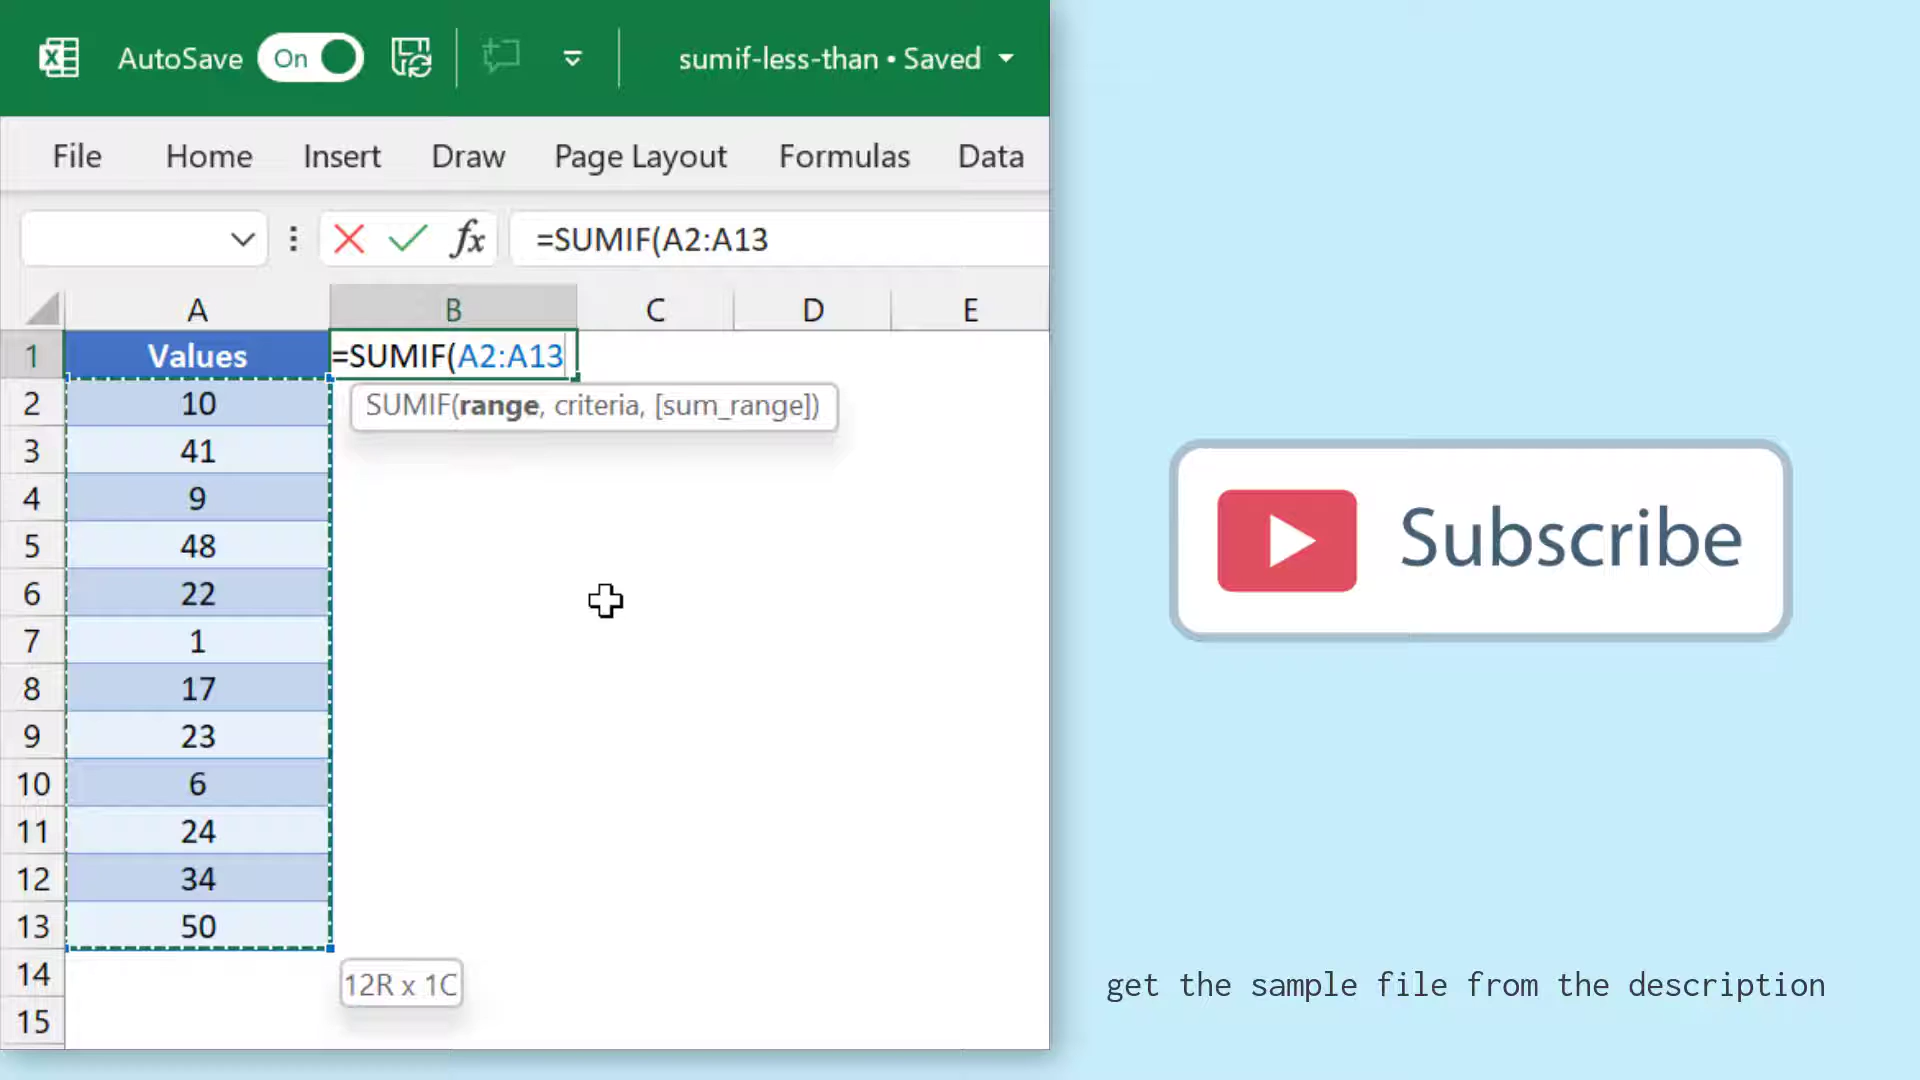 AutoSave On sumif-less-than • Saved
File Home Insert Draw Page Layout Formulas Data
fx =SUMIF(A2:A13
A B C D E
1 Values =SUMIF(A2:A13
2 10 SUMIF(range, criteria, [sum_range])
3 41
4 9
5 48
6 22
7 1
8 17
9 23
10 6
11 24
12 34
13 50
14 12R x 1C
15
Subscribe
get the sample file from the description